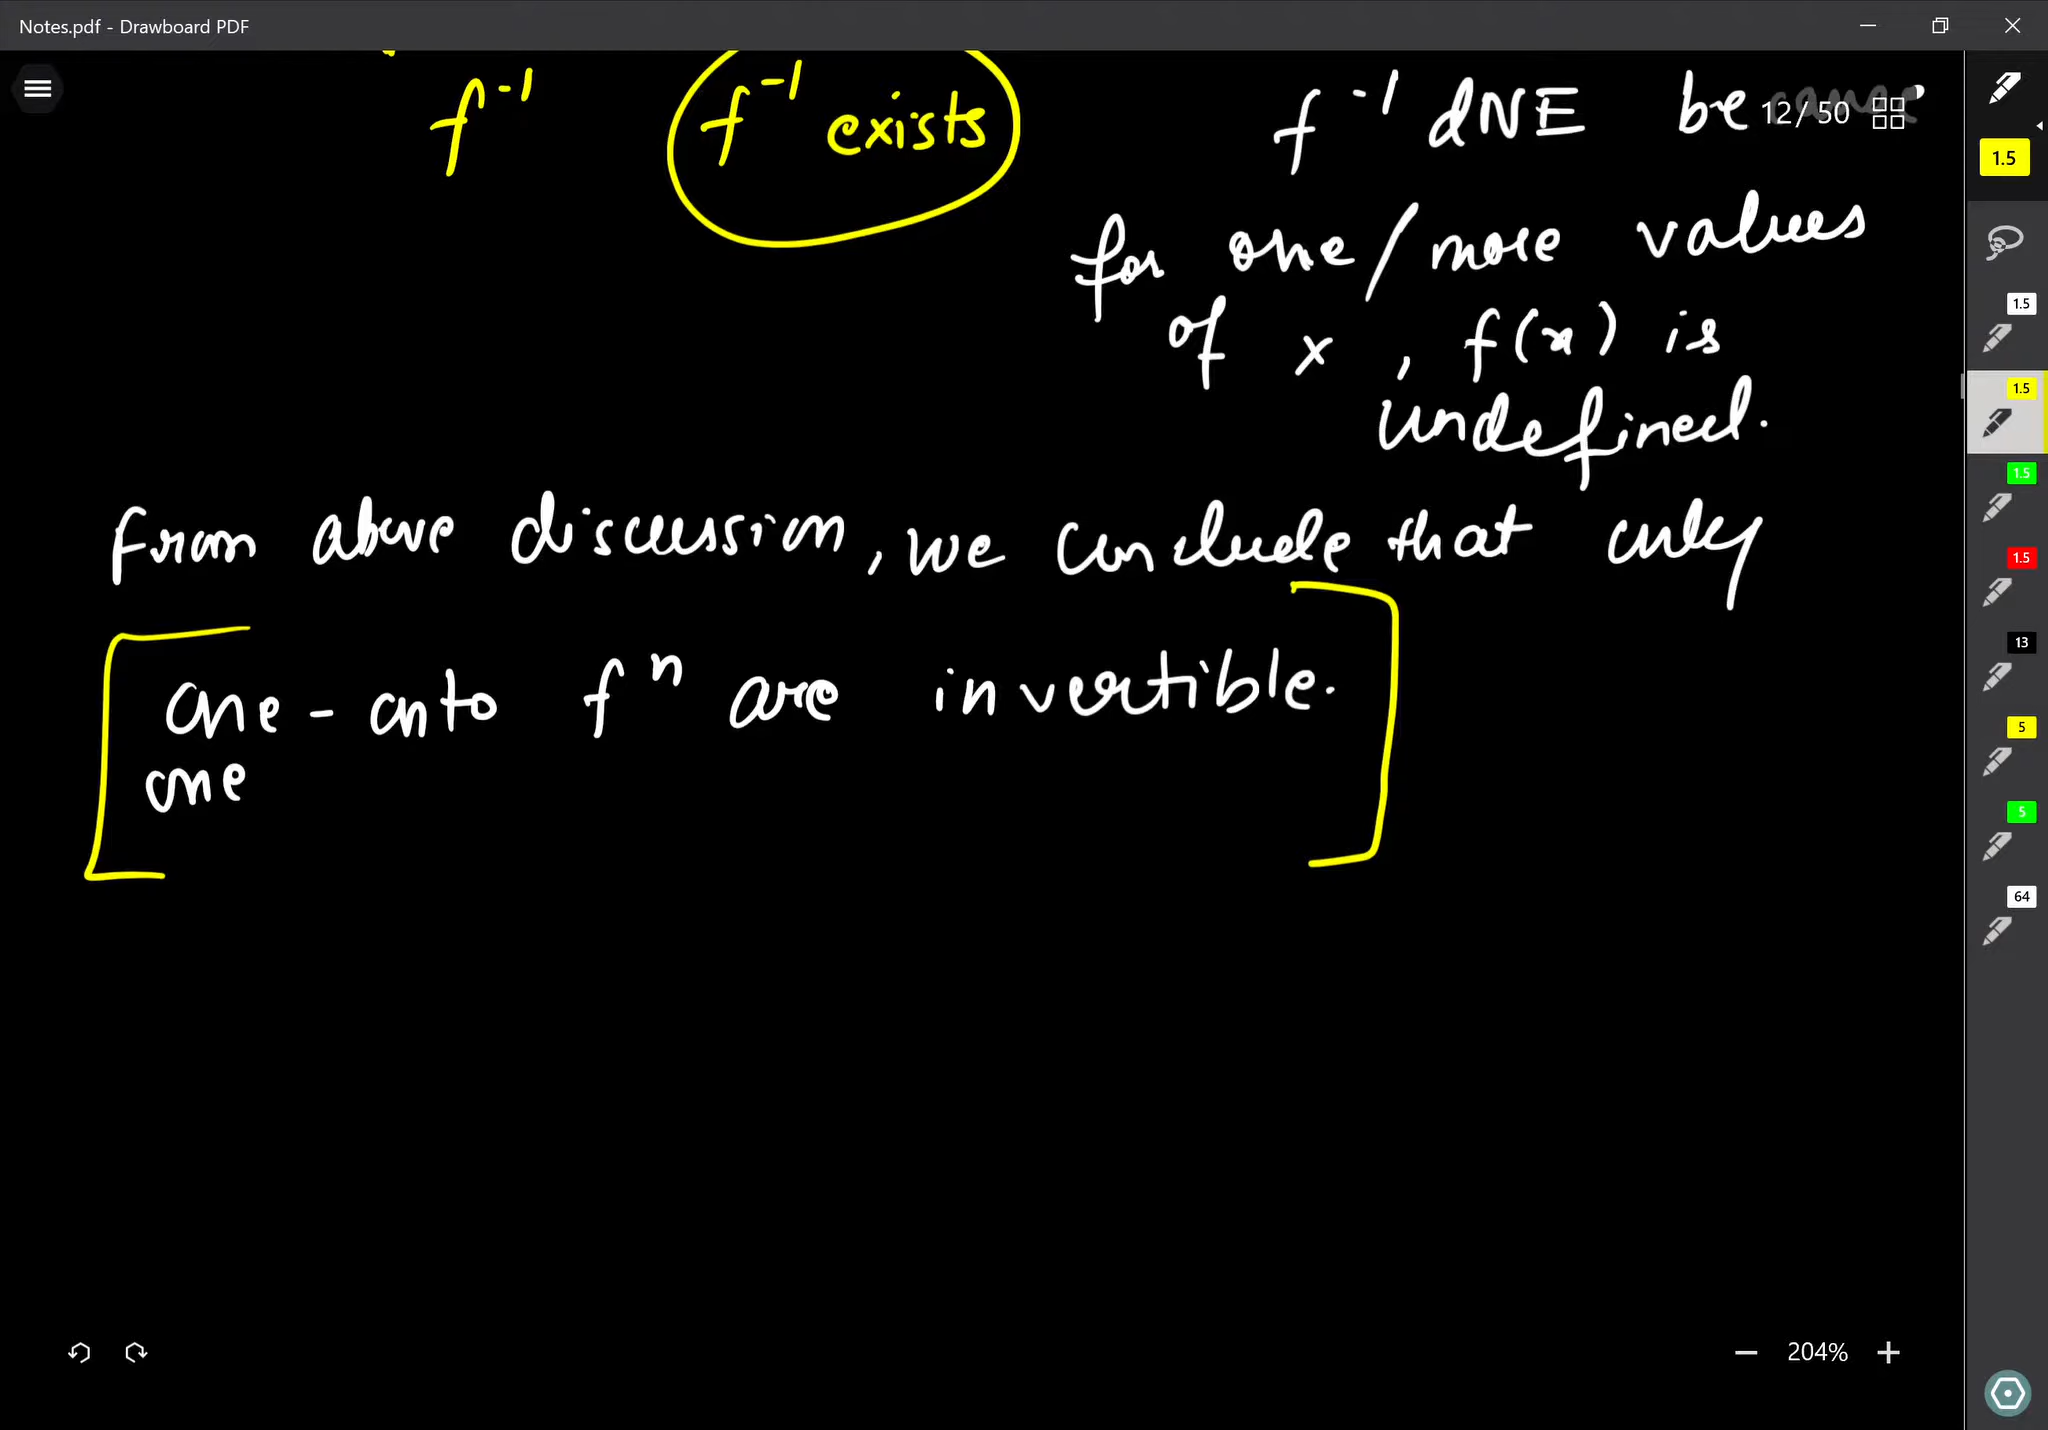 Notes.pdf - Drawboard PDF
f⁻¹ f⁻¹ exists f⁻¹ dNE because
12/ 50
for one/more values
of x, f(x) is
undefined.
From above discussion, we conclude that only
one - onto fⁿ are invertible.
one
1.5
1.5
1.5
1.5
1.5
13
5
5
64
204%